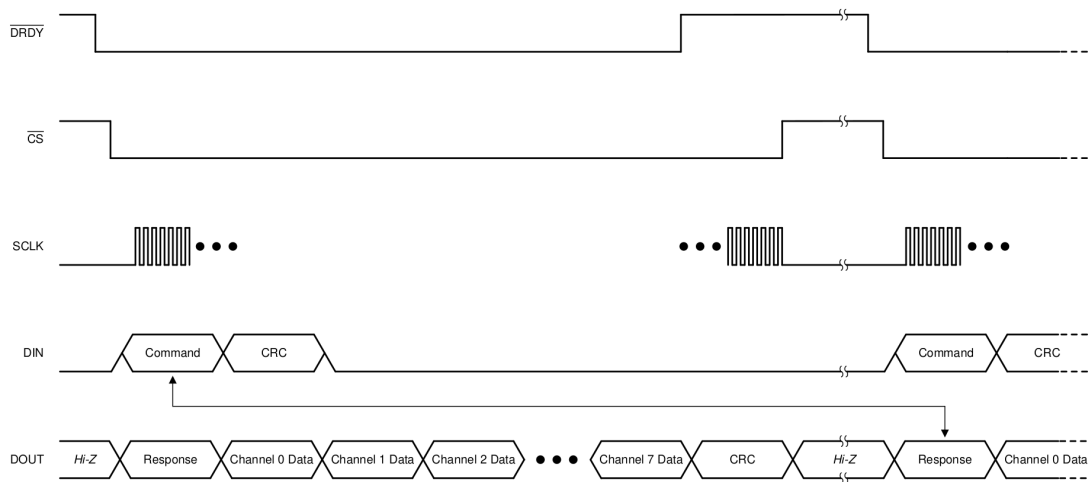 DRDY
CS
SCLK
DIN Command CRC Command CRC
DOUT Hi-Z Response Channel 0 Data Channel 1 Data Channel 2 Data Channel 7 Data CRC Hi-Z Response Channel 0 Data